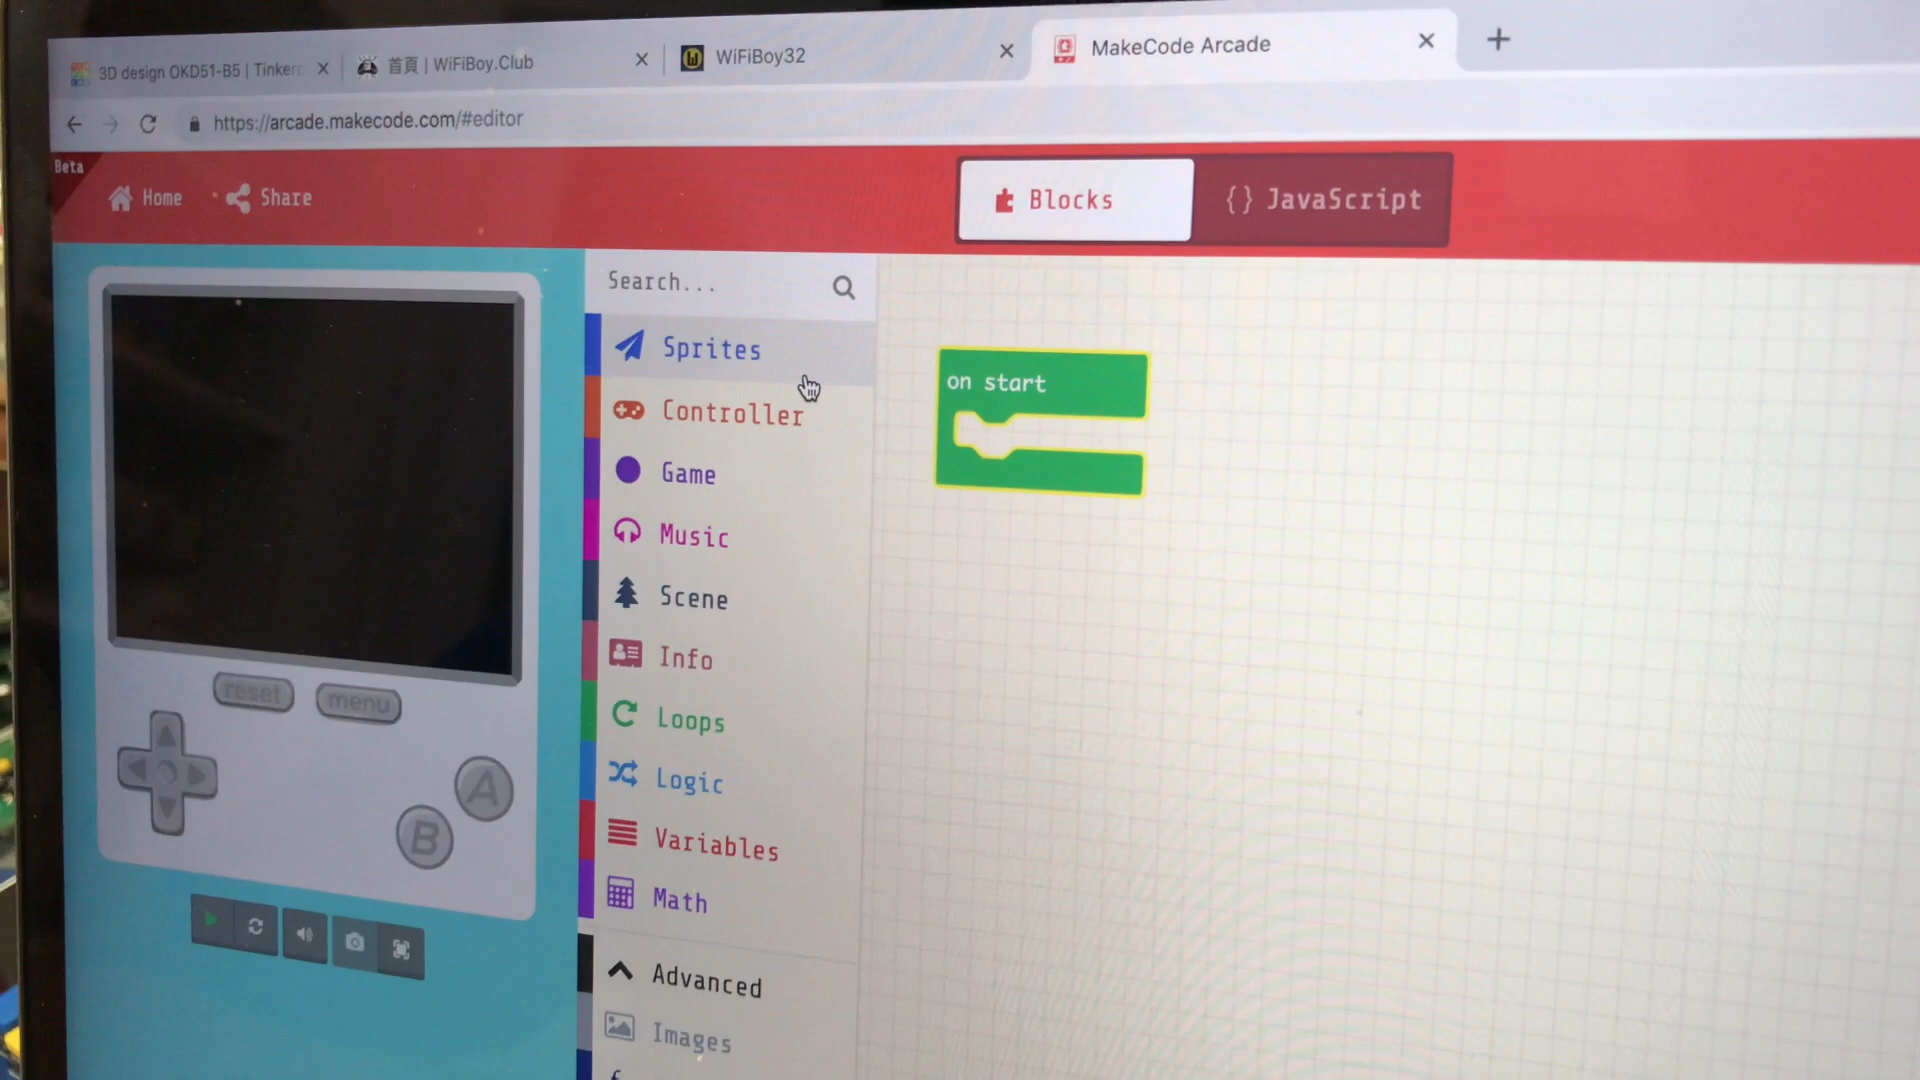 3D design OKD51-B5 | Tinkerc
首頁 | WiFiBoy.Club
WiFiBoy32
MakeCode Arcade
https://arcade.makecode.com/#editor
Beta
Home
Share
Blocks
{} JavaScript
Search...
Sprites
Controller
Game
Music
Scene
Info
Loops
Logic
Variables
Math
Advanced
Images
on start
reset
menu
A
B